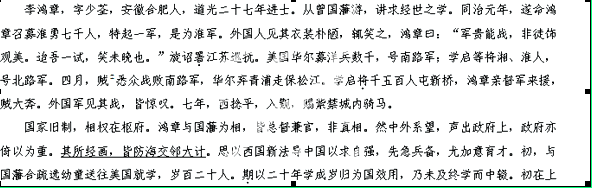 李鸿章，字少荃，安徽合肥人，道光二十七年进士。从曾国藩游，讲求经世之学。同治元年，遂命鸿
章召募淮勇七千人，特起一军，是为淮军。外国人见其衣装朴陋，辄笑之，鸿章曰：“军贵能战，非徒饰
观美。迨吾一试，笑未晚也。”旋诏署江苏巡抚。美国华尔募洋兵数千，号南路军；学启等将湘、淮人，
号北路军。四月，贼悉众战败南路军，华尔弃青浦走保松江。学启将千五百人屯新桥，鸿章亲督军来援，
贼大奔。外国军见其战，皆惊叹。七年，西捻平，入觐，赐紫禁城内骑马。
国家旧制，相权在枢府。鸿章与国藩为相，皆总督兼官，非真相。然中外系望，声出政府上，政府亦
倚以为重。其所经画，皆防海交邻大计。思以西国新法导中国以求自强，先急兵备，尤加意育才。初，与
国藩合疏选幼童送往美国就学，岁百二十人。期以二十年学成岁归为国效用，乃未及终学而中辍。初在上